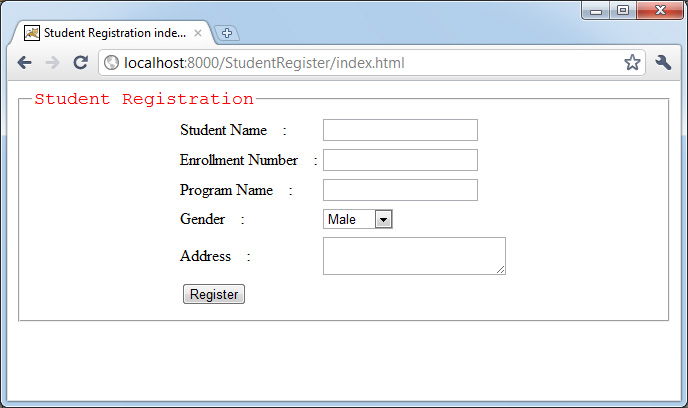 Student Registration inde...
localhost:8000/StudentRegister/index.html
Student Registration
Student Name :
Enrollment Number :
Program Name :
Gender : Male
Address :
Register